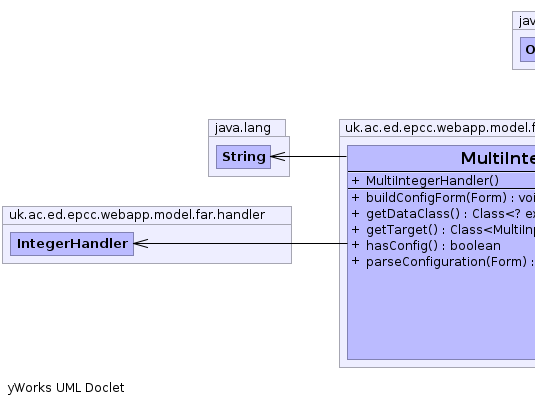 jav
O
java.lang
String
uk.ac.ed.epcc.webapp.model.f
MultiInte
+ MultiIntegerHandler()
+ buildConfigForm(Form) : voi
+ getDataClass() : Class<? ex
+ getTarget() : Class<MultiInp
+ hasConfig() : boolean
+ parseConfiguration(Form) :
uk.ac.ed.epcc.webapp.model.far.handler
IntegerHandler
yWorks UML Doclet